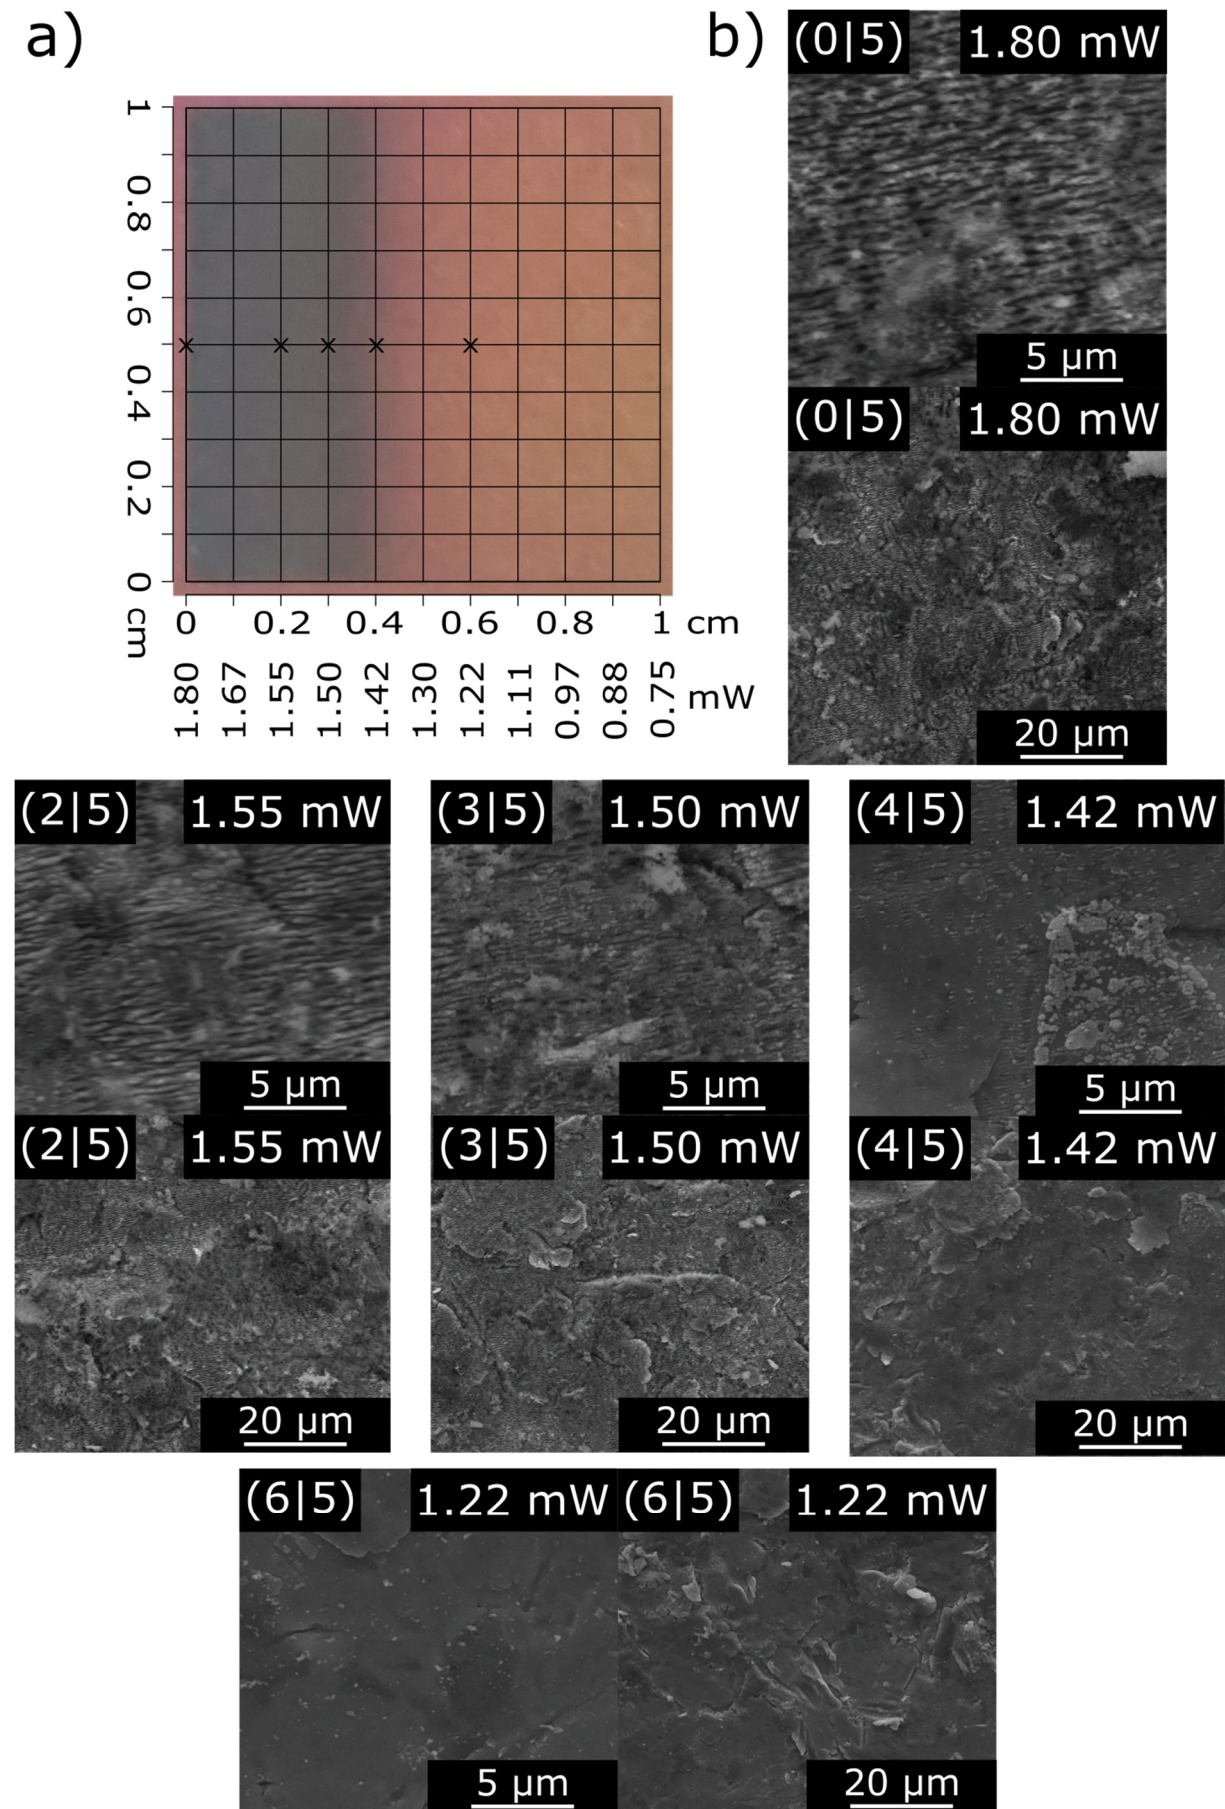 a)
1
0.8
0.6
0.4
0.2
0
cm
0 0.2 0.4 0.6 0.8 1 cm
1.80 1.67 1.55 1.50 1.42 1.30 1.22 1.11 0.97 0.88 0.75 mW
b)
(0|5) 1.80 mW
5 µm
(0|5) 1.80 mW
20 µm
(2|5) 1.55 mW
5 µm
(2|5) 1.55 mW
20 µm
(3|5) 1.50 mW
5 µm
(3|5) 1.50 mW
20 µm
(4|5) 1.42 mW
5 µm
(4|5) 1.42 mW
20 µm
(6|5) 1.22 mW
5 µm
(6|5) 1.22 mW
20 µm